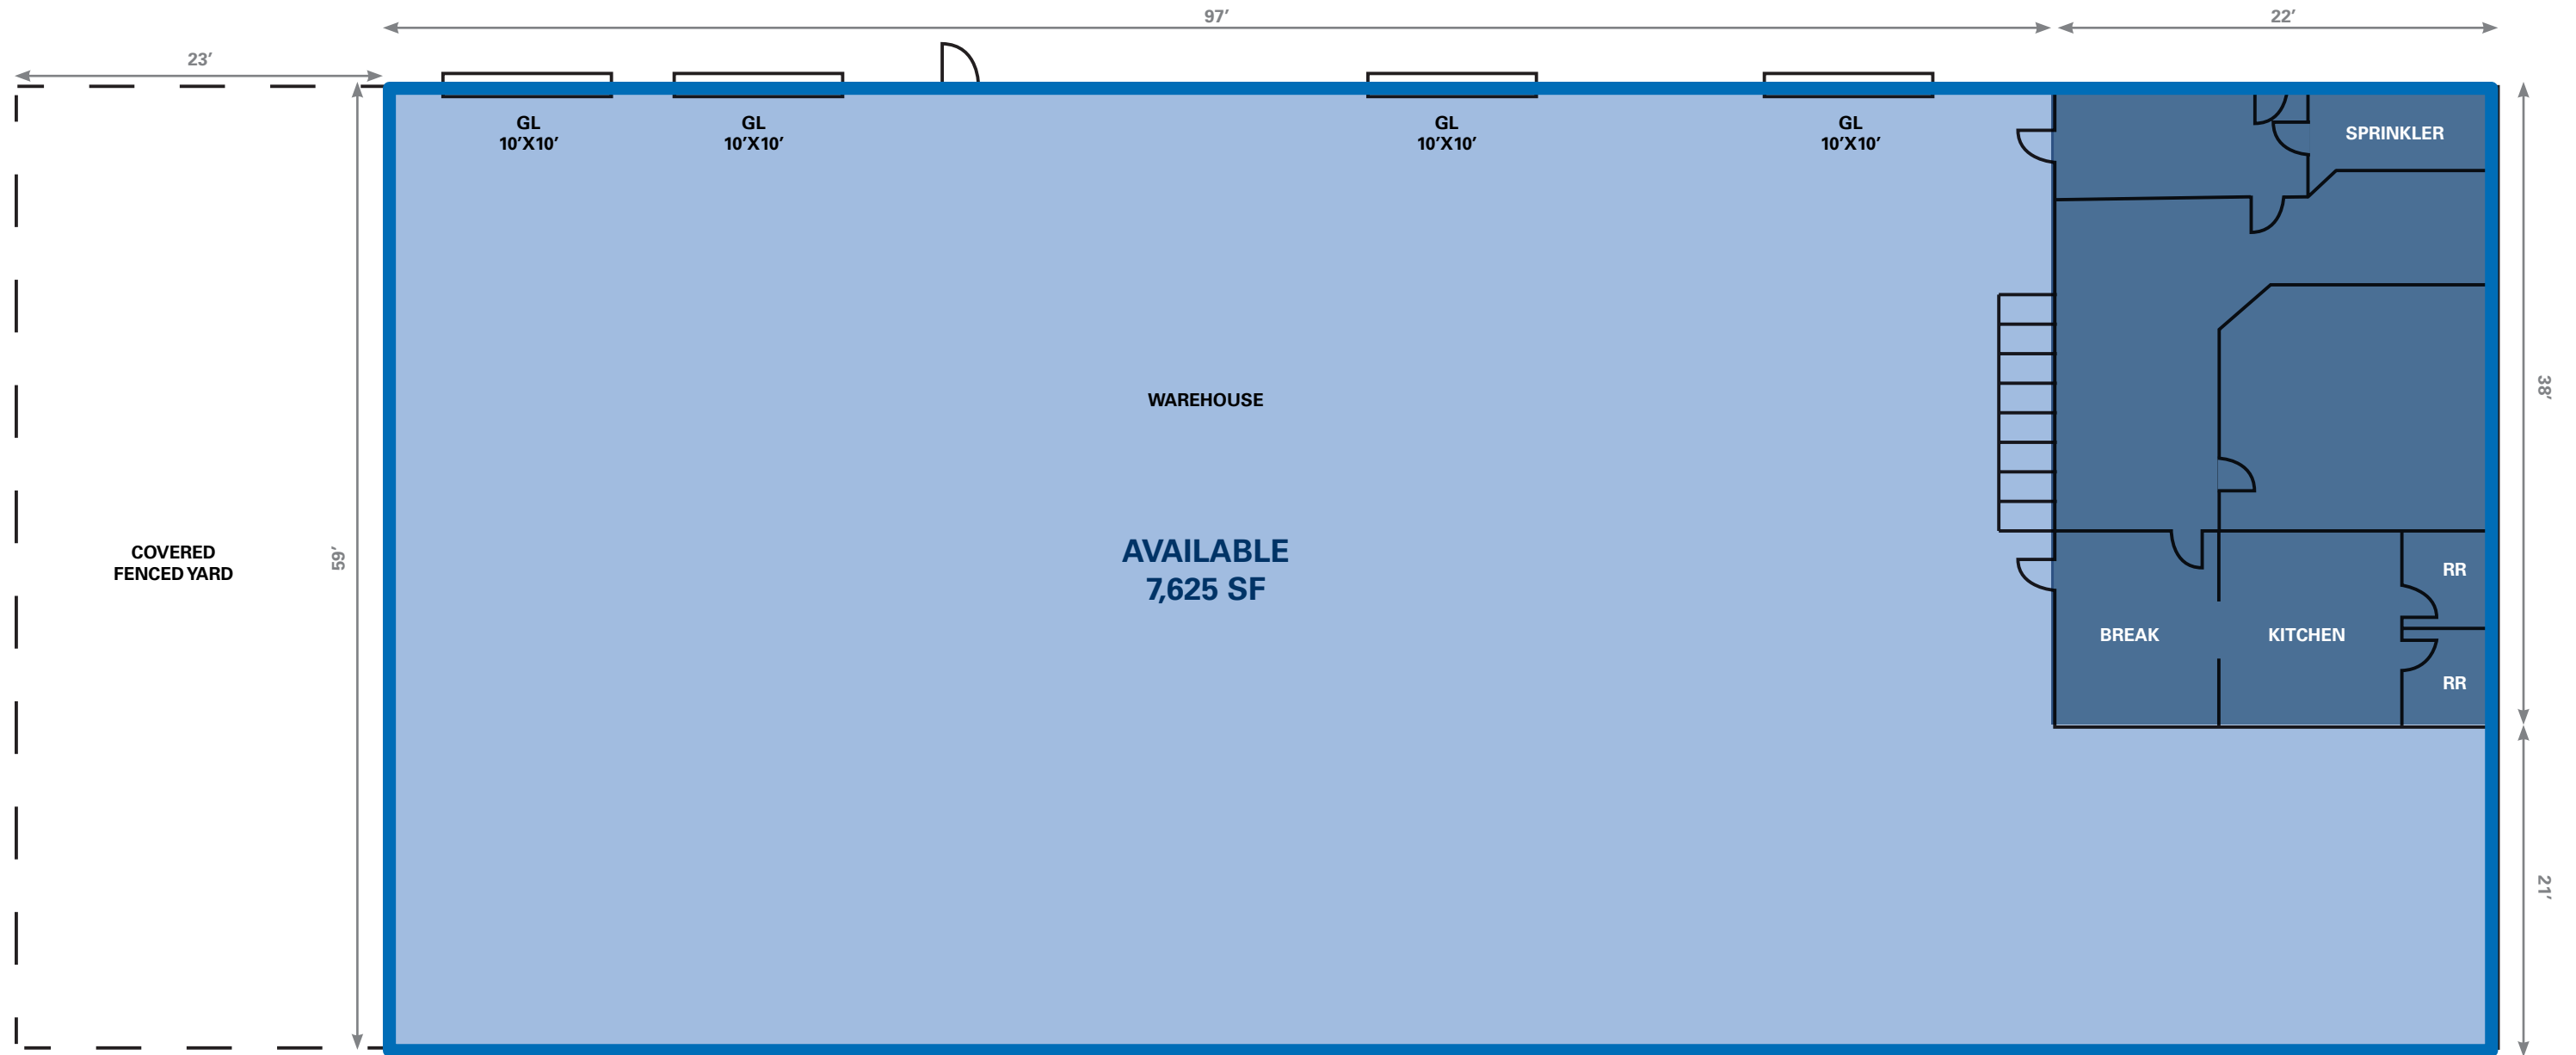 97′
22′
23′
GL
10′X10′
GL
10′X10′
GL
10′X10′
GL
10′X10′
SPRINKLER
38′
WAREHOUSE
COVERED
FENCED YARD
59′
AVAILABLE
7,625 SF
RR
BREAK
KITCHEN
RR
21′